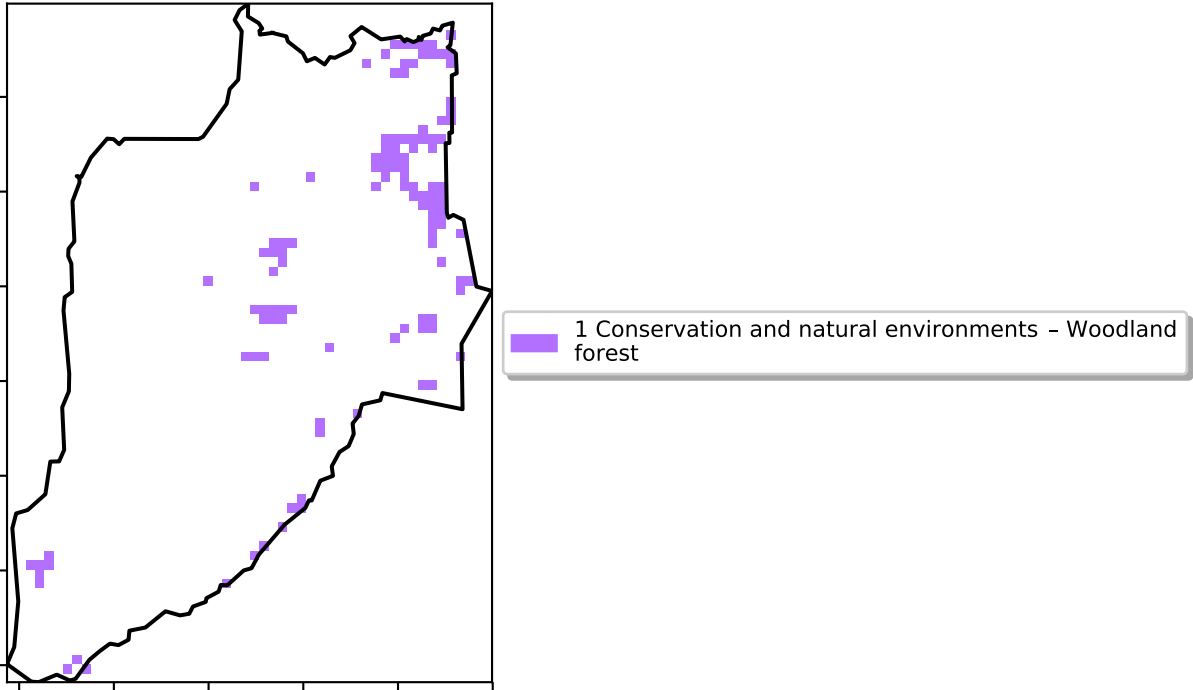 1 Conservation and natural environments – Woodland
forest